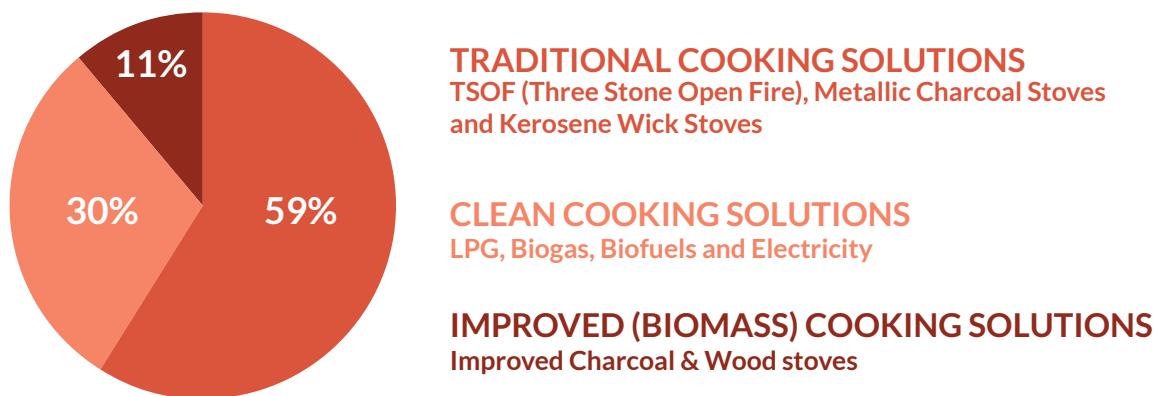 11%
30%
59%
TRADITIONAL COOKING SOLUTIONS
TSOF (Three Stone Open Fire), Metallic Charcoal Stoves
and Kerosene Wick Stoves
CLEAN COOKING SOLUTIONS
LPG, Biogas, Biofuels and Electricity
IMPROVED (BIOMASS) COOKING SOLUTIONS
Improved Charcoal & Wood stoves